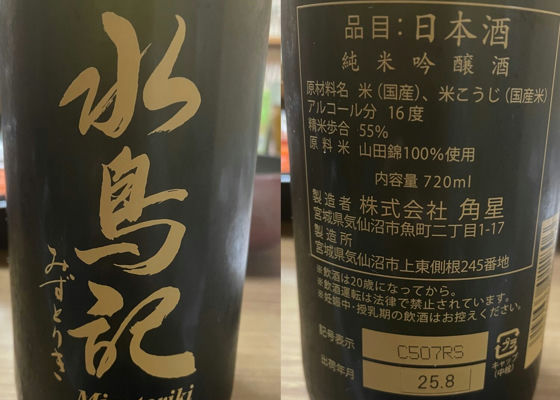 水鳥記
みずとりき
Mizutoriki
品目：日本酒
純米吟醸酒
原材料名 米（国産）、米こうじ（国産米）
アルコール分 16度
精米歩合 55%
原料米 山田錦100%使用
内容量 720ml
製造者 株式会社 角星
宮城県気仙沼市魚町二丁目1-17
製造所
宮城県気仙沼市上東側根245番地
※飲酒は20歳になってから。
※飲酒運転は法律で禁止されています。
※妊娠中・授乳期の飲酒はお控えください。
記号表示 C507RS
出荷年月 25.8
プラ
キャップ
(中栓)